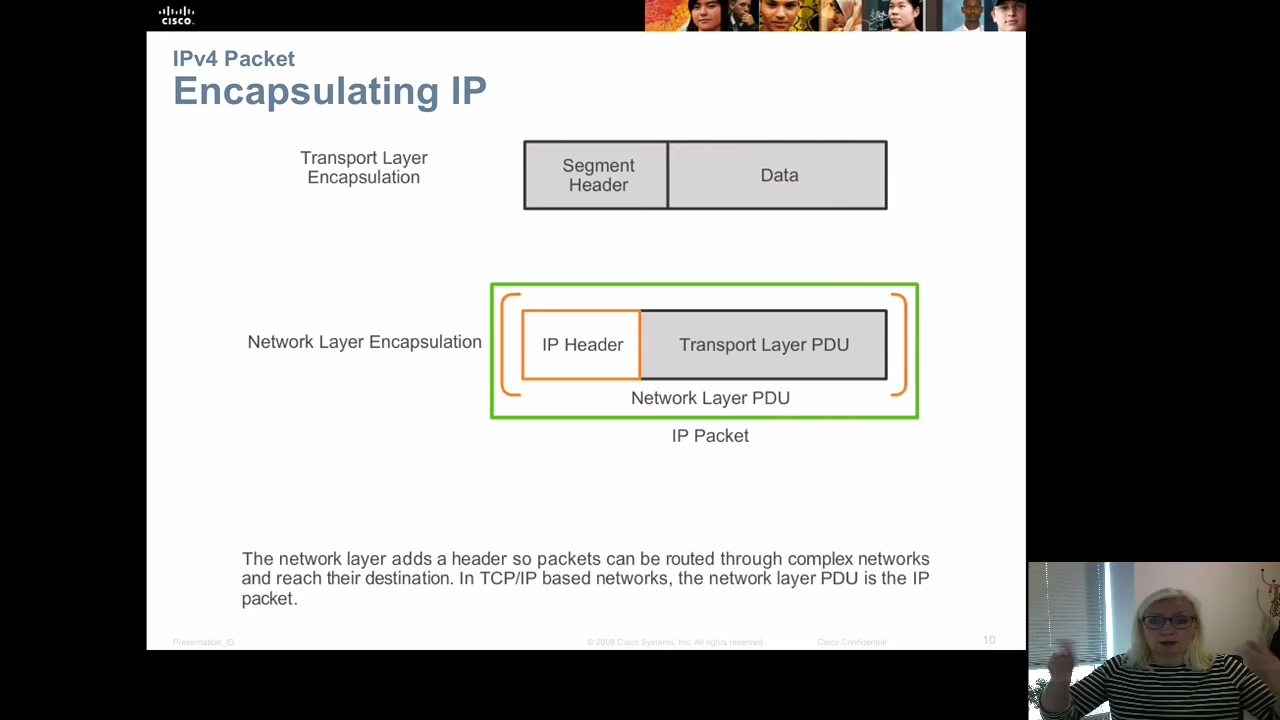 CISCO
IPv4 Packet
Encapsulating IP
Transport Layer
Encapsulation
Segment
Header
Data
Network Layer Encapsulation
IP Header
Transport Layer PDU
Network Layer PDU
IP Packet
The network layer adds a header so packets can be routed through complex networks
and reach their destination. In TCP/IP based networks, the network layer PDU is the IP
packet.
Presentation_ID
© 2008 Cisco Systems, Inc. All rights reserved.
Cisco Confidential
10